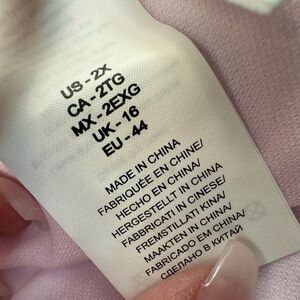 US - 2X
CA - 2TG
MX - 2EXG
UK - 16
EU - 44
MADE IN CHINA
FABRIQUÉE EN CHINE/
HECHO EN CHINA/
HERGESTELLT IN CHINA/
FABBRICATI IN CINESE/
FREMSTILLATI KINA/
MAAKTEN IN CHINA/
FABRICADO EM CHINA/
СДЕЛАНО В КИТАЙ